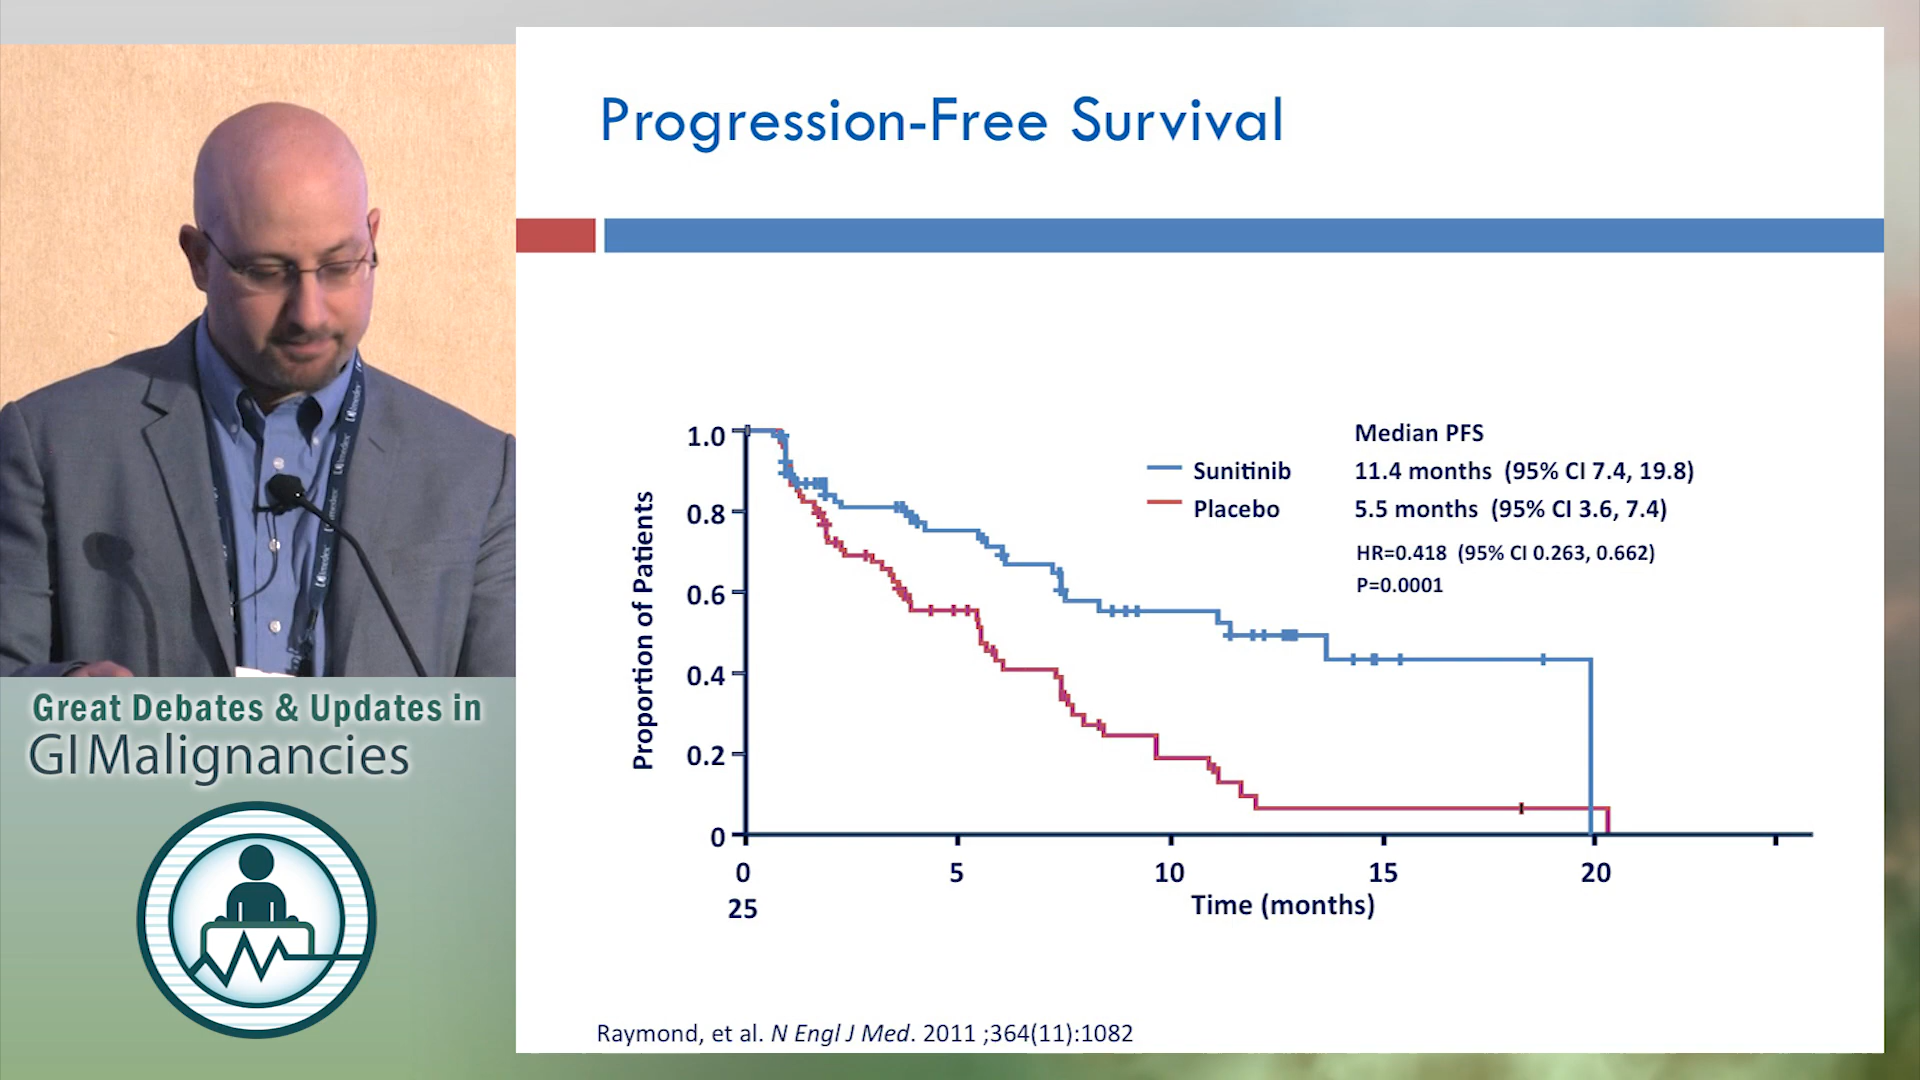 Progression-Free Survival
Median PFS
Sunitinib 11.4 months (95% CI 7.4, 19.8)
Placebo 5.5 months (95% CI 3.6, 7.4)
HR=0.418 (95% CI 0.263, 0.662)
P=0.0001
Proportion of Patients
1.0
0.8
0.6
0.4
0.2
0
0 5 10 15 20
25
Time (months)
Raymond, et al. N Engl J Med. 2011 ;364(11):1082
Great Debates & Updates in
GI Malignancies